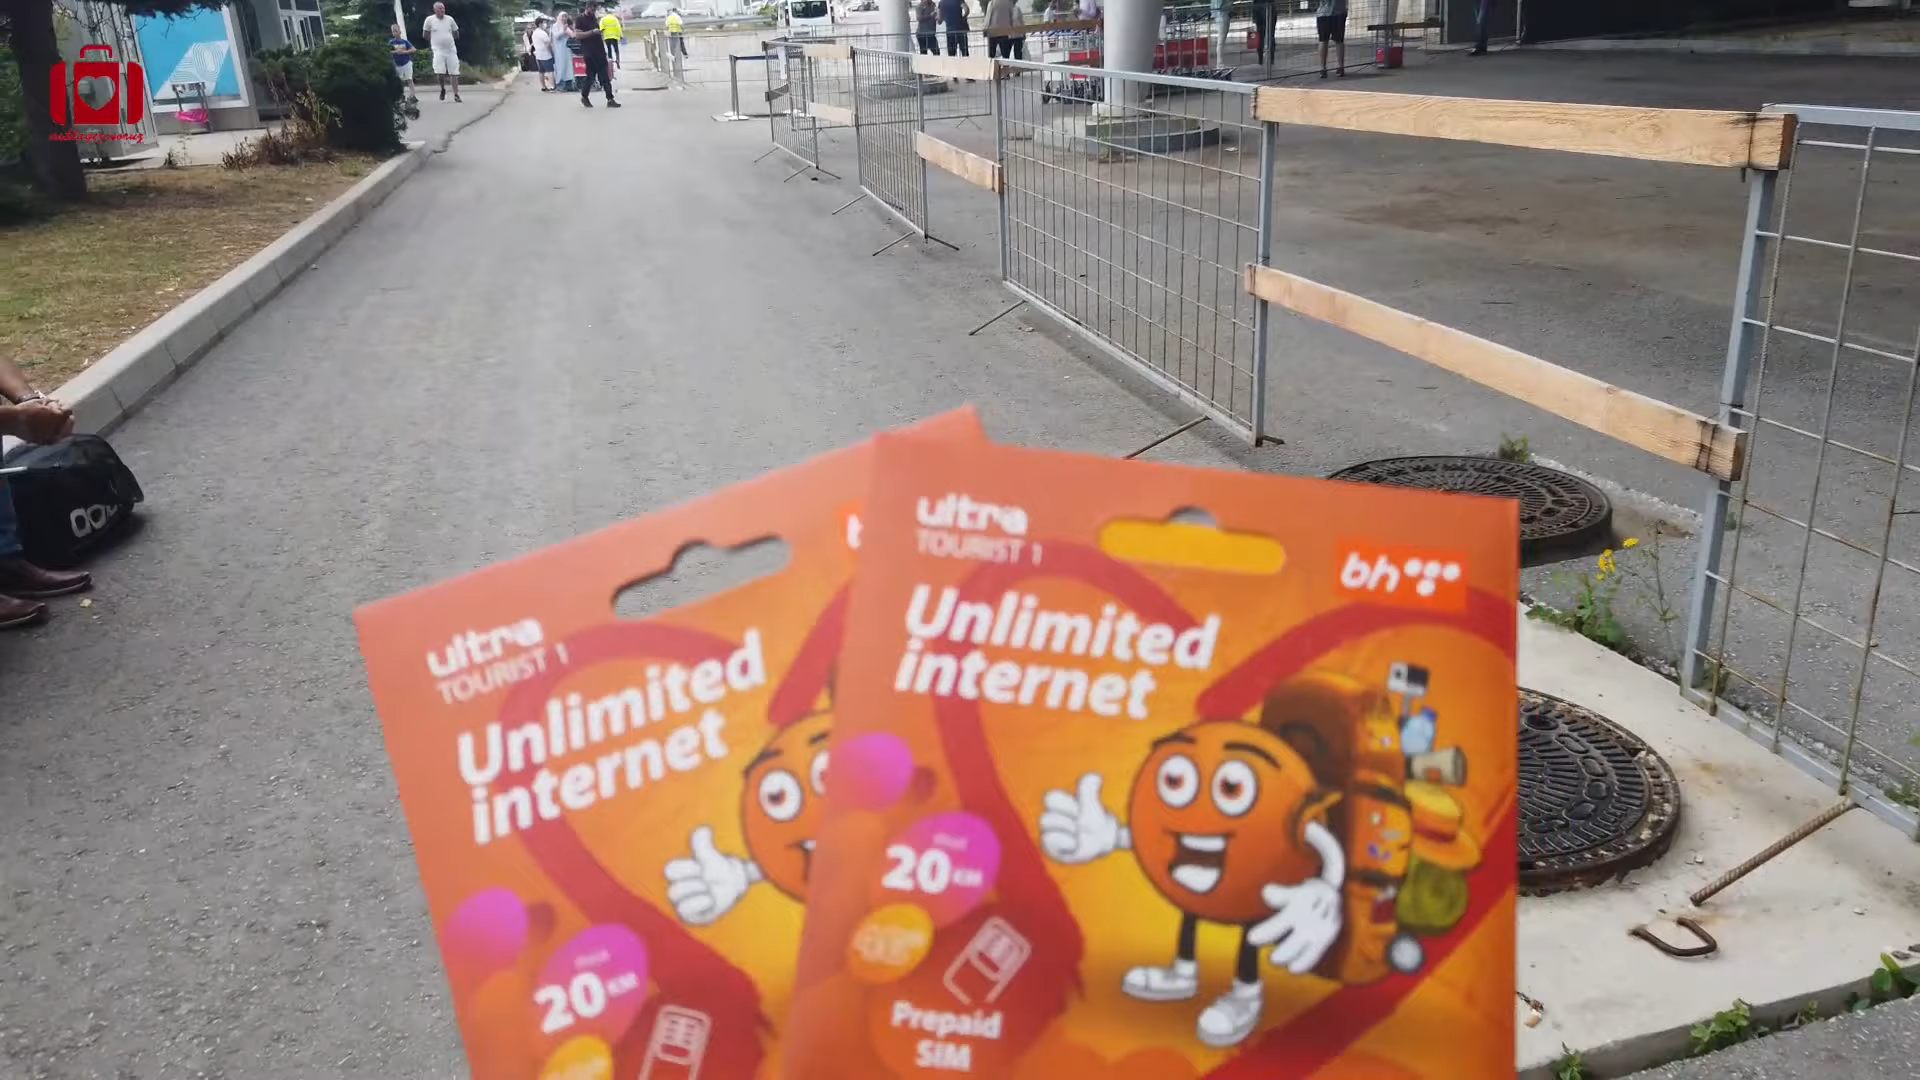 ultra
TOURIST 1
Unlimited
internet
20 KM
bh
ultra
TOURIST 1
Unlimited
internet
20 KM
Prepaid
SIM